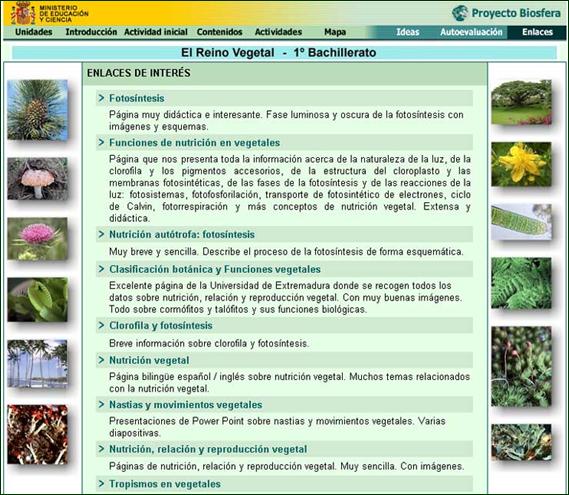 MINISTERIO
DE EDUCACIÓN
Y CIENCIA
Proyecto Biosfera
Unidades Introducción Actividad inicial Contenidos Actividades Mapa Ideas Autoevaluación Enlaces
El Reino Vegetal - 1º Bachillerato
ENLACES DE INTERÉS
> Fotosíntesis
Página muy didáctica e interesante. Fase luminosa y oscura de la fotosíntesis con
imágenes y esquemas.
> Funciones de nutrición en vegetales
Página que nos presenta toda la información acerca de la naturaleza de la luz, de la
clorofila y los pigmentos accesorios, de la estructura del cloroplasto y las
membranas fotosintéticas, de las fases de la fotosíntesis y de las reacciones de la
luz: fotosistemas, fotofosforilación, transporte de fotosintético de electrones, ciclo
de Calvin, fotorrespiración y más conceptos de nutrición vegetal. Extensa y
didáctica.
> Nutrición autótrofa: fotosíntesis
Muy breve y sencilla. Describe el proceso de la fotosíntesis de forma esquemática.
> Clasificación botánica y Funciones vegetales
Excelente página de la Universidad de Extremadura donde se recogen todos los
datos sobre nutrición, relación y reproducción vegetal. Con muy buenas imágenes.
Todo sobre cormófitos y talófitos y sus funciones biológicas.
> Clorofila y fotosíntesis
Breve información sobre clorofila y fotosíntesis.
> Nutrición vegetal
Página bilingüe español / inglés sobre nutrición vegetal. Muchos temas relacionados
con la nutrición vegetal.
> Nastias y movimientos vegetales
Presentaciones de Power Point sobre nastias y movimientos vegetales. Varias
diapositivas.
> Nutrición, relación y reproducción vegetal
Páginas de nutrición, relación y reproducción vegetal. Muy sencilla. Con imágenes.
> Tropismos en vegetales